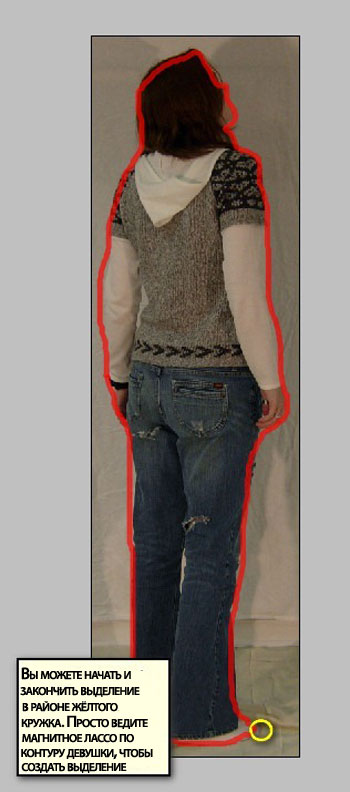 Вы можете начать и
закончить выделение
в районе жёлтого
кружка. Просто ведите
магнитное лассо по
контуру девушки, чтобы
создать выделение